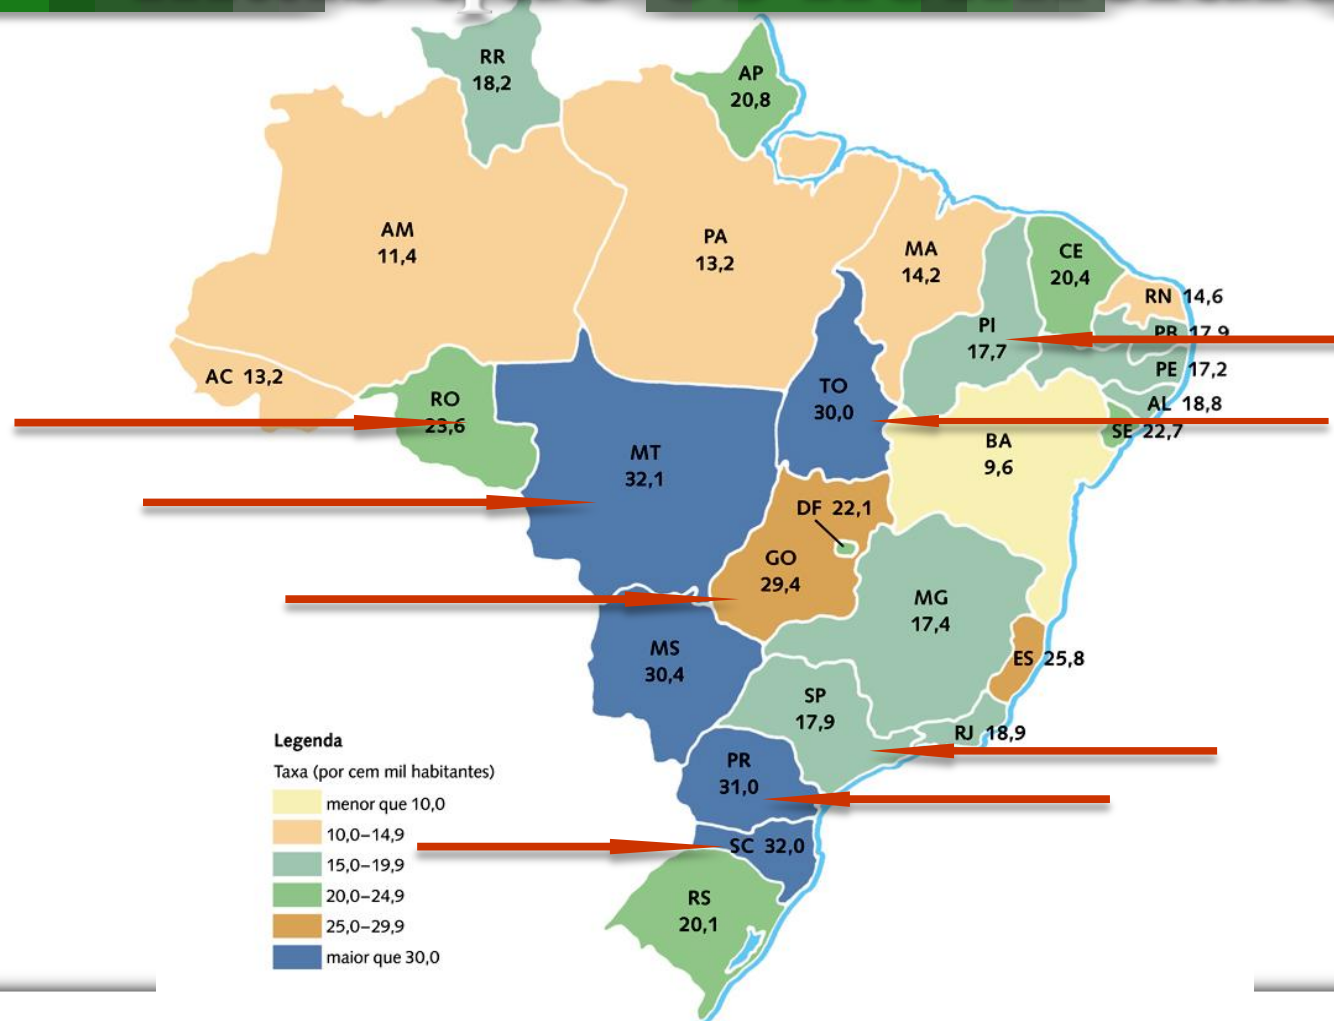 RR
18,2
AP
20,8
AM
11,4
PA
13,2
MA
14,2
CE
20,4
RN 14,6
PI
17,7
PB 17,9
PE 17,2
AC 13,2
RO
23,6
TO
30,0
AL 18,8
SE 22,7
BA
9,6
MT
32,1
DF 22,1
GO
29,4
MG
17,4
MS
30,4
ES 25,8
SP
17,9
RJ 18,9
PR
31,0
SC 32,0
RS
20,1
Legenda
Taxa (por cem mil habitantes)
menor que 10,0
10,0–14,9
15,0–19,9
20,0–24,9
25,0–29,9
maior que 30,0